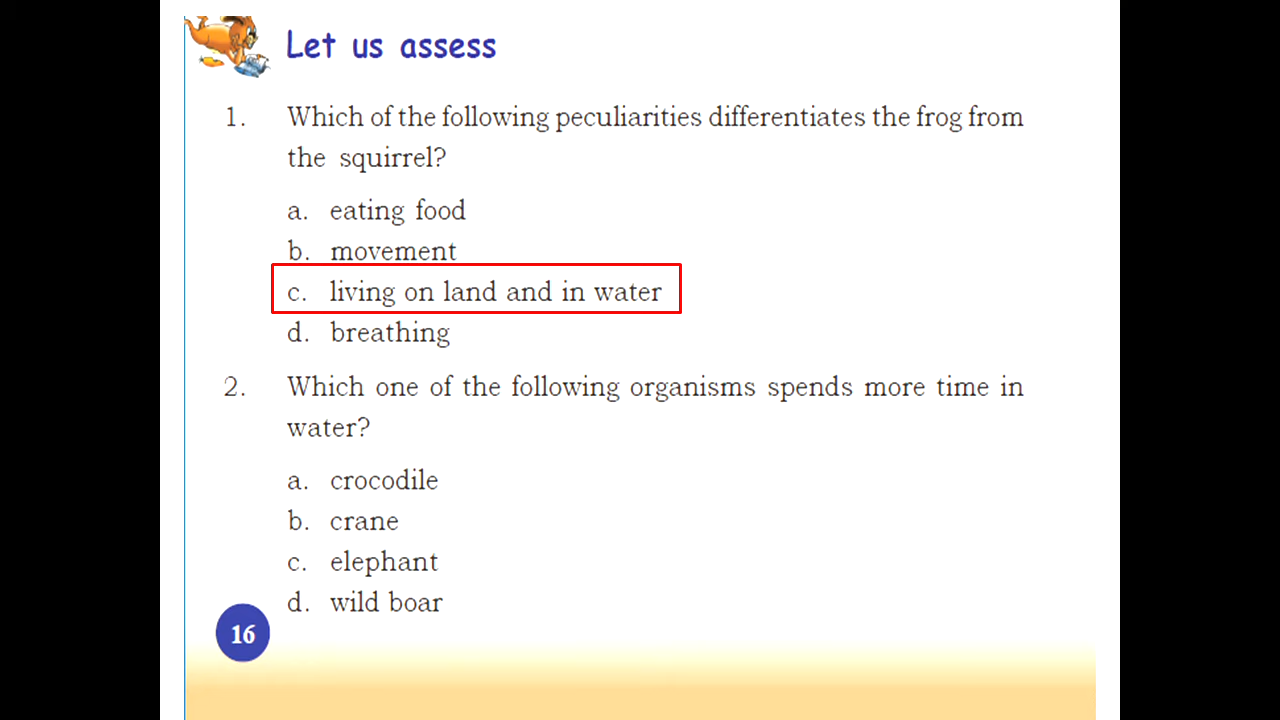 Let us assess
1. Which of the following peculiarities differentiates the frog from
the squirrel?
a. eating food
b. movement
c. living on land and in water
d. breathing
2. Which one of the following organisms spends more time in
water?
a. crocodile
b. crane
c. elephant
d. wild boar
16